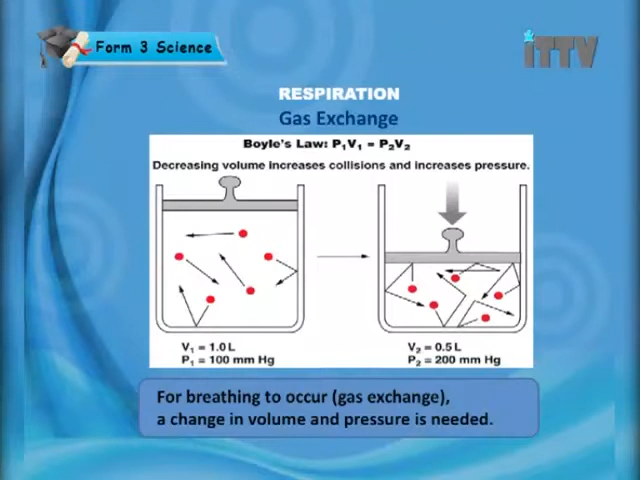 Form 3 Science
iTTV
RESPIRATION
Gas Exchange
Boyle's Law: P₁V₁ = P₂V₂
Decreasing volume increases collisions and increases pressure.
V₁ = 1.0 L
P₁ = 100 mm Hg
V₂ = 0.5 L
P₂ = 200 mm Hg
For breathing to occur (gas exchange),
a change in volume and pressure is needed.